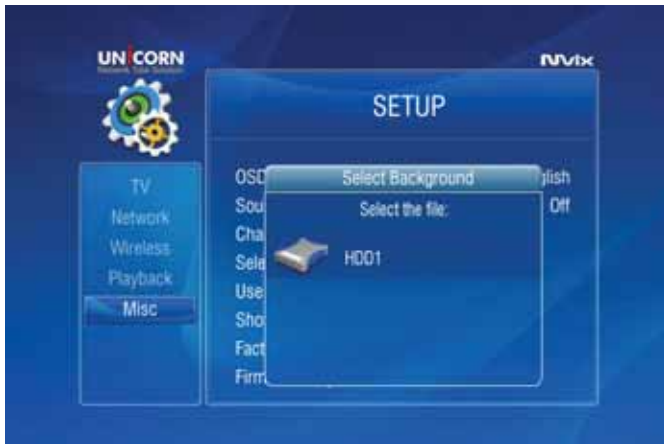 UNiCORN
Mvix
SETUP
TV
Network
Wireless
Playback
Misc
OSD
glish
Sou
Off
Cha
Sele
Use
Sho
Fact
Firm
Select Background
Select the file:
HDD1